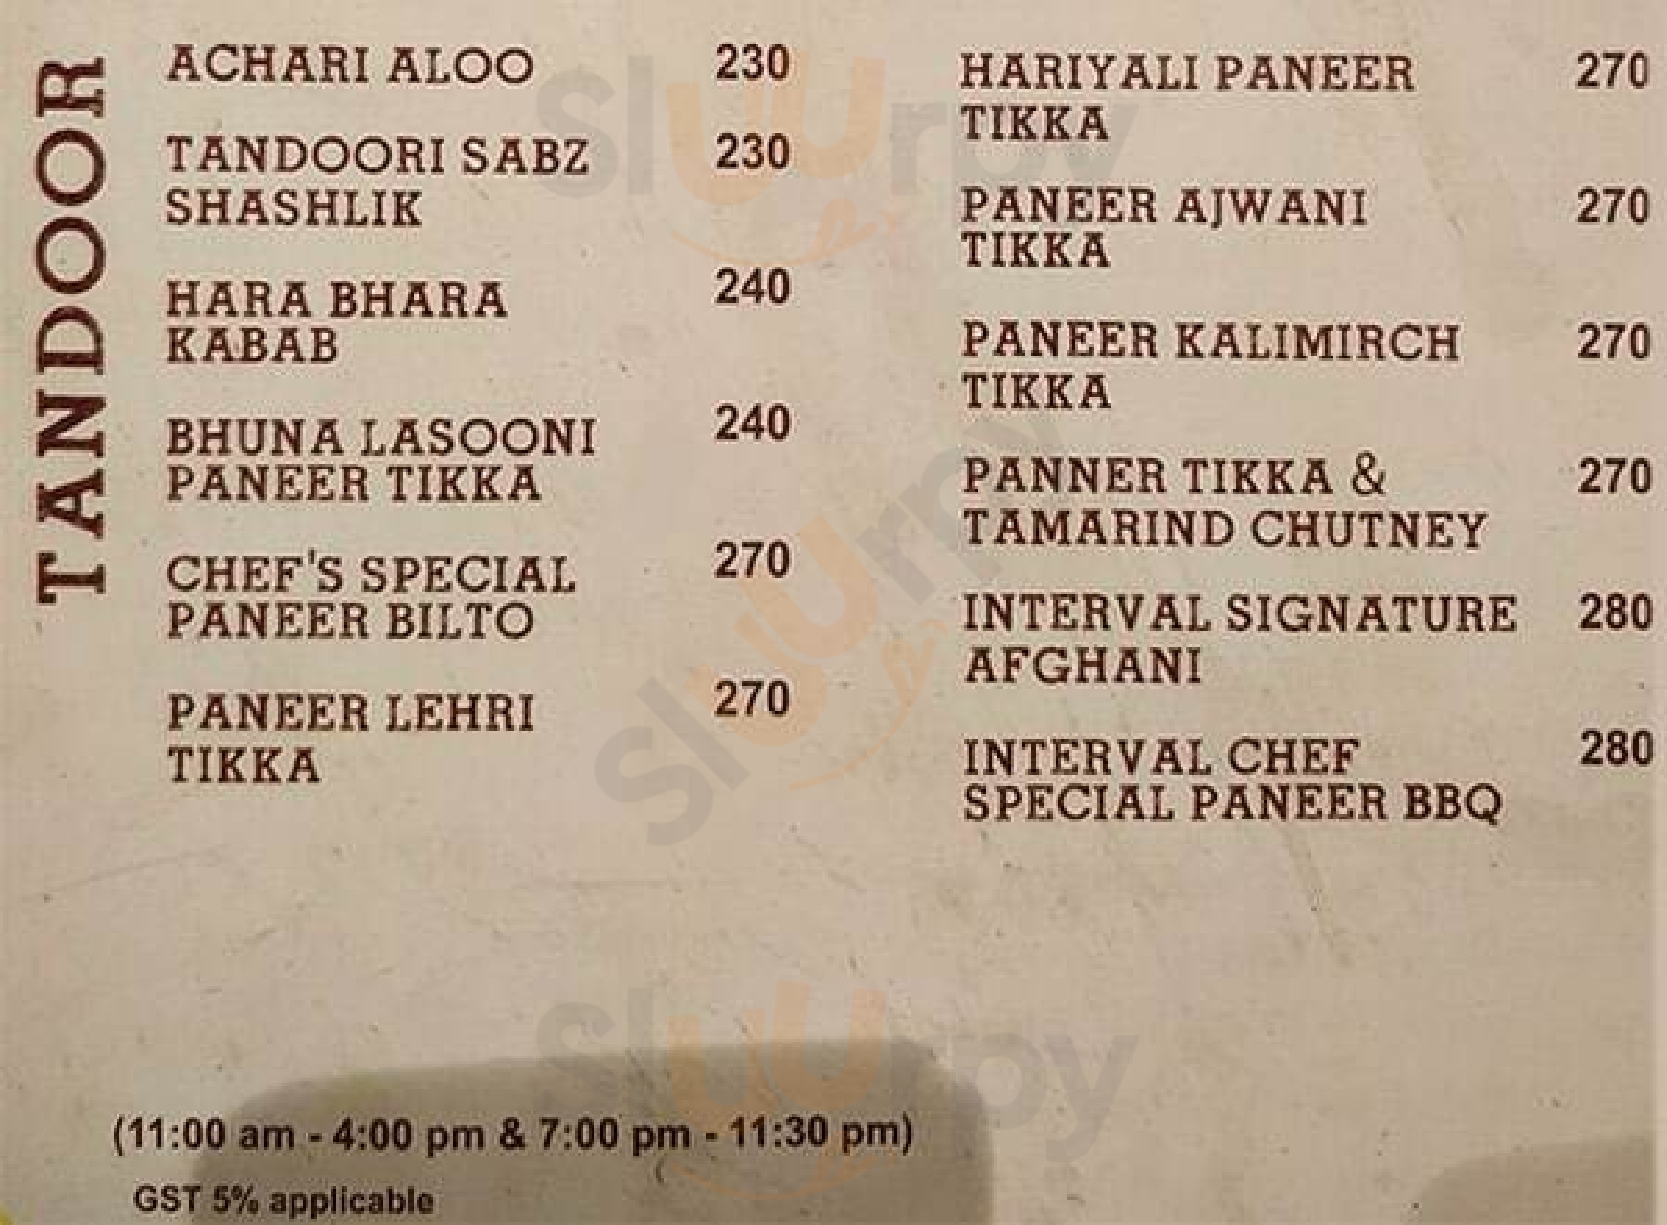 TANDOOR
ACHARI ALOO 230
TANDOORI SABZ 230
SHASHLIK
HARA BHARA 240
KABAB
BHUNA LASOONI 240
PANEER TIKKA
CHEF'S SPECIAL 270
PANEER BILTO
PANEER LEHRI 270
TIKKA
HARIYALI PANEER 270
TIKKA
PANEER AJWANI 270
TIKKA
PANEER KALIMIRCH 270
TIKKA
PANNER TIKKA & 270
TAMARIND CHUTNEY
INTERVAL SIGNATURE 280
AFGHANI
INTERVAL CHEF 280
SPECIAL PANEER BBQ
(11:00 am - 4:00 pm & 7:00 pm - 11:30 pm)
GST 5% applicable
Slurrpy
Slurrpy
Slurrpy